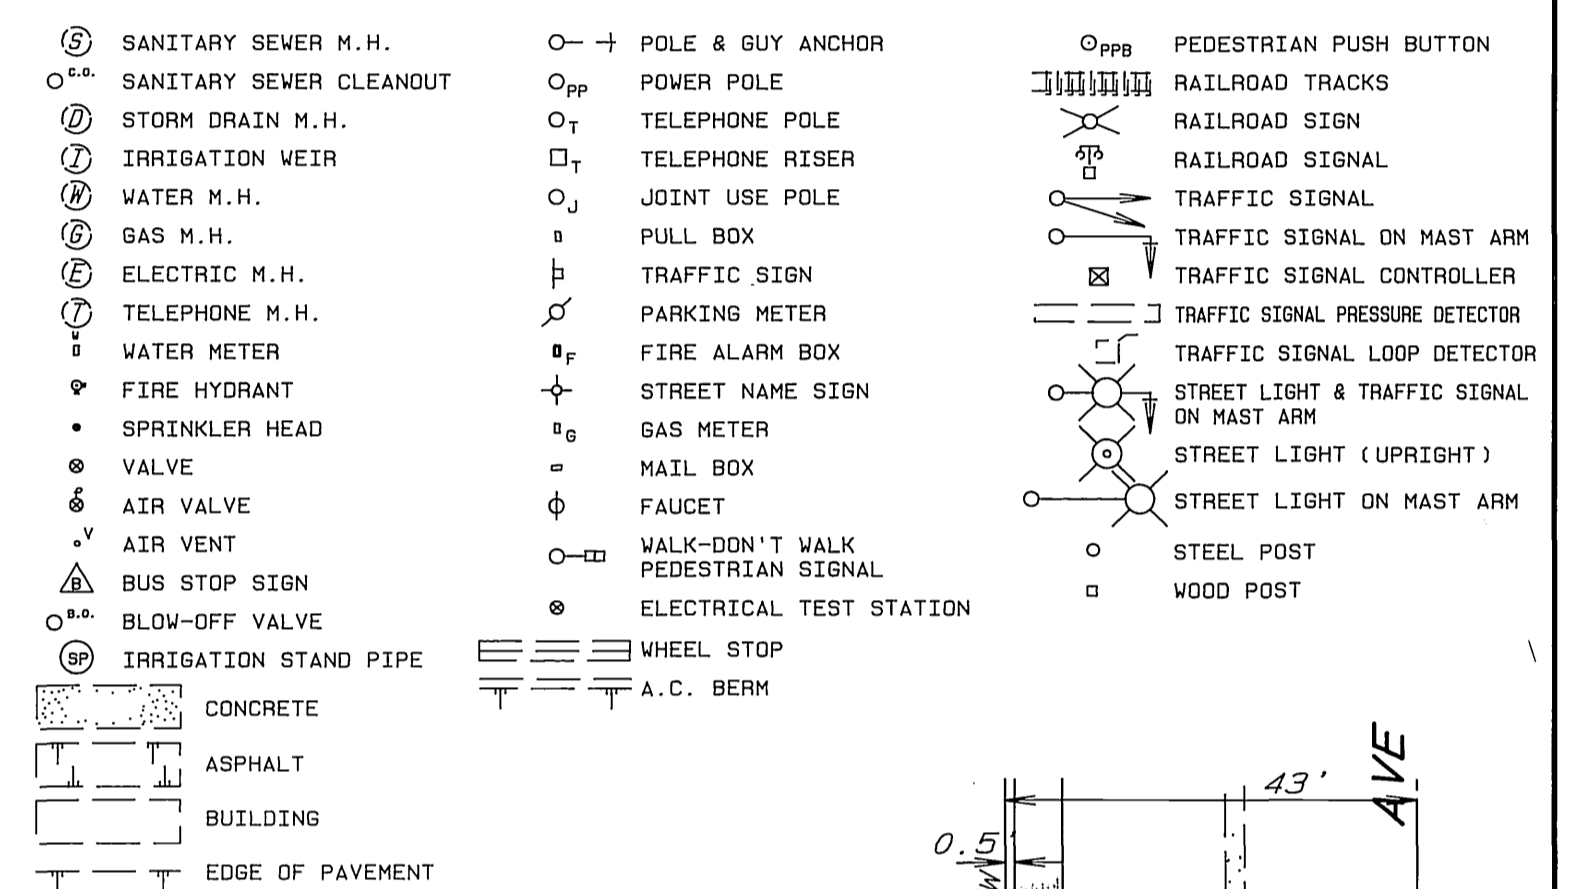 S SANITARY SEWER M.H.
C.O. SANITARY SEWER CLEANOUT
D STORM DRAIN M.H.
I IRRIGATION WEIR
W WATER M.H.
G GAS M.H.
E ELECTRIC M.H.
T TELEPHONE M.H.
W WATER METER
FIRE HYDRANT
SPRINKLER HEAD
VALVE
AIR VALVE
V AIR VENT
B BUS STOP SIGN
B.O. BLOW-OFF VALVE
SP IRRIGATION STAND PIPE
CONCRETE
ASPHALT
BUILDING
EDGE OF PAVEMENT
POLE & GUY ANCHOR
PP POWER POLE
T TELEPHONE POLE
T TELEPHONE RISER
J JOINT USE POLE
PULL BOX
TRAFFIC SIGN
PARKING METER
F FIRE ALARM BOX
STREET NAME SIGN
G GAS METER
MAIL BOX
FAUCET
WALK-DON'T WALK
PEDESTRIAN SIGNAL
ELECTRICAL TEST STATION
WHEEL STOP
A.C. BERM
PPB PEDESTRIAN PUSH BUTTON
RAILROAD TRACKS
RAILROAD SIGN
RAILROAD SIGNAL
TRAFFIC SIGNAL
TRAFFIC SIGNAL ON MAST ARM
TRAFFIC SIGNAL CONTROLLER
TRAFFIC SIGNAL PRESSURE DETECTOR
TRAFFIC SIGNAL LOOP DETECTOR
STREET LIGHT & TRAFFIC SIGNAL
ON MAST ARM
STREET LIGHT (UPRIGHT)
STREET LIGHT ON MAST ARM
STEEL POST
WOOD POST
AVE
43'
0.5'
W